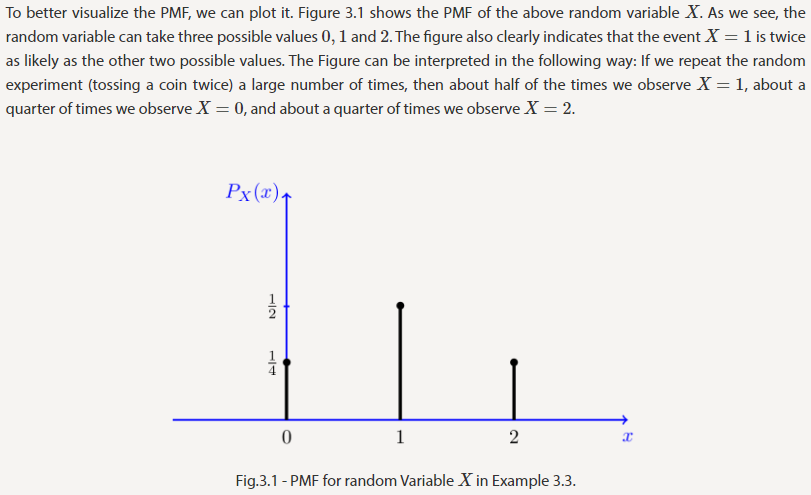 To better visualize the PMF, we can plot it. Figure 3.1 shows the PMF of the above random variable X. As we see, the
random variable can take three possible values 0, 1 and 2. The figure also clearly indicates that the event X = 1 is twice
as likely as the other two possible values. The Figure can be interpreted in the following way: If we repeat the random
experiment (tossing a coin twice) a large number of times, then about half of the times we observe X = 1, about a
quarter of times we observe X = 0, and about a quarter of times we observe X = 2.
P_X(x)
1/2
1/4
0 1 2 x
Fig.3.1 - PMF for random Variable X in Example 3.3.